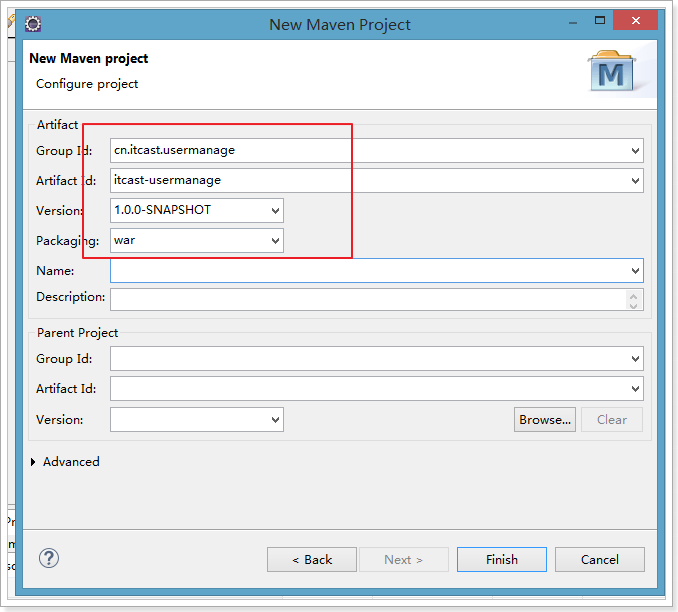 New Maven Project
New Maven project
Configure project
M
Artifact
Group Id: cn.itcast.usermanage
Artifact Id: itcast-usermanage
Version: 1.0.0-SNAPSHOT
Packaging: war
Name:
Description:
Parent Project
Group Id:
Artifact Id:
Version: Browse... Clear
Advanced
? < Back Next > Finish Cancel